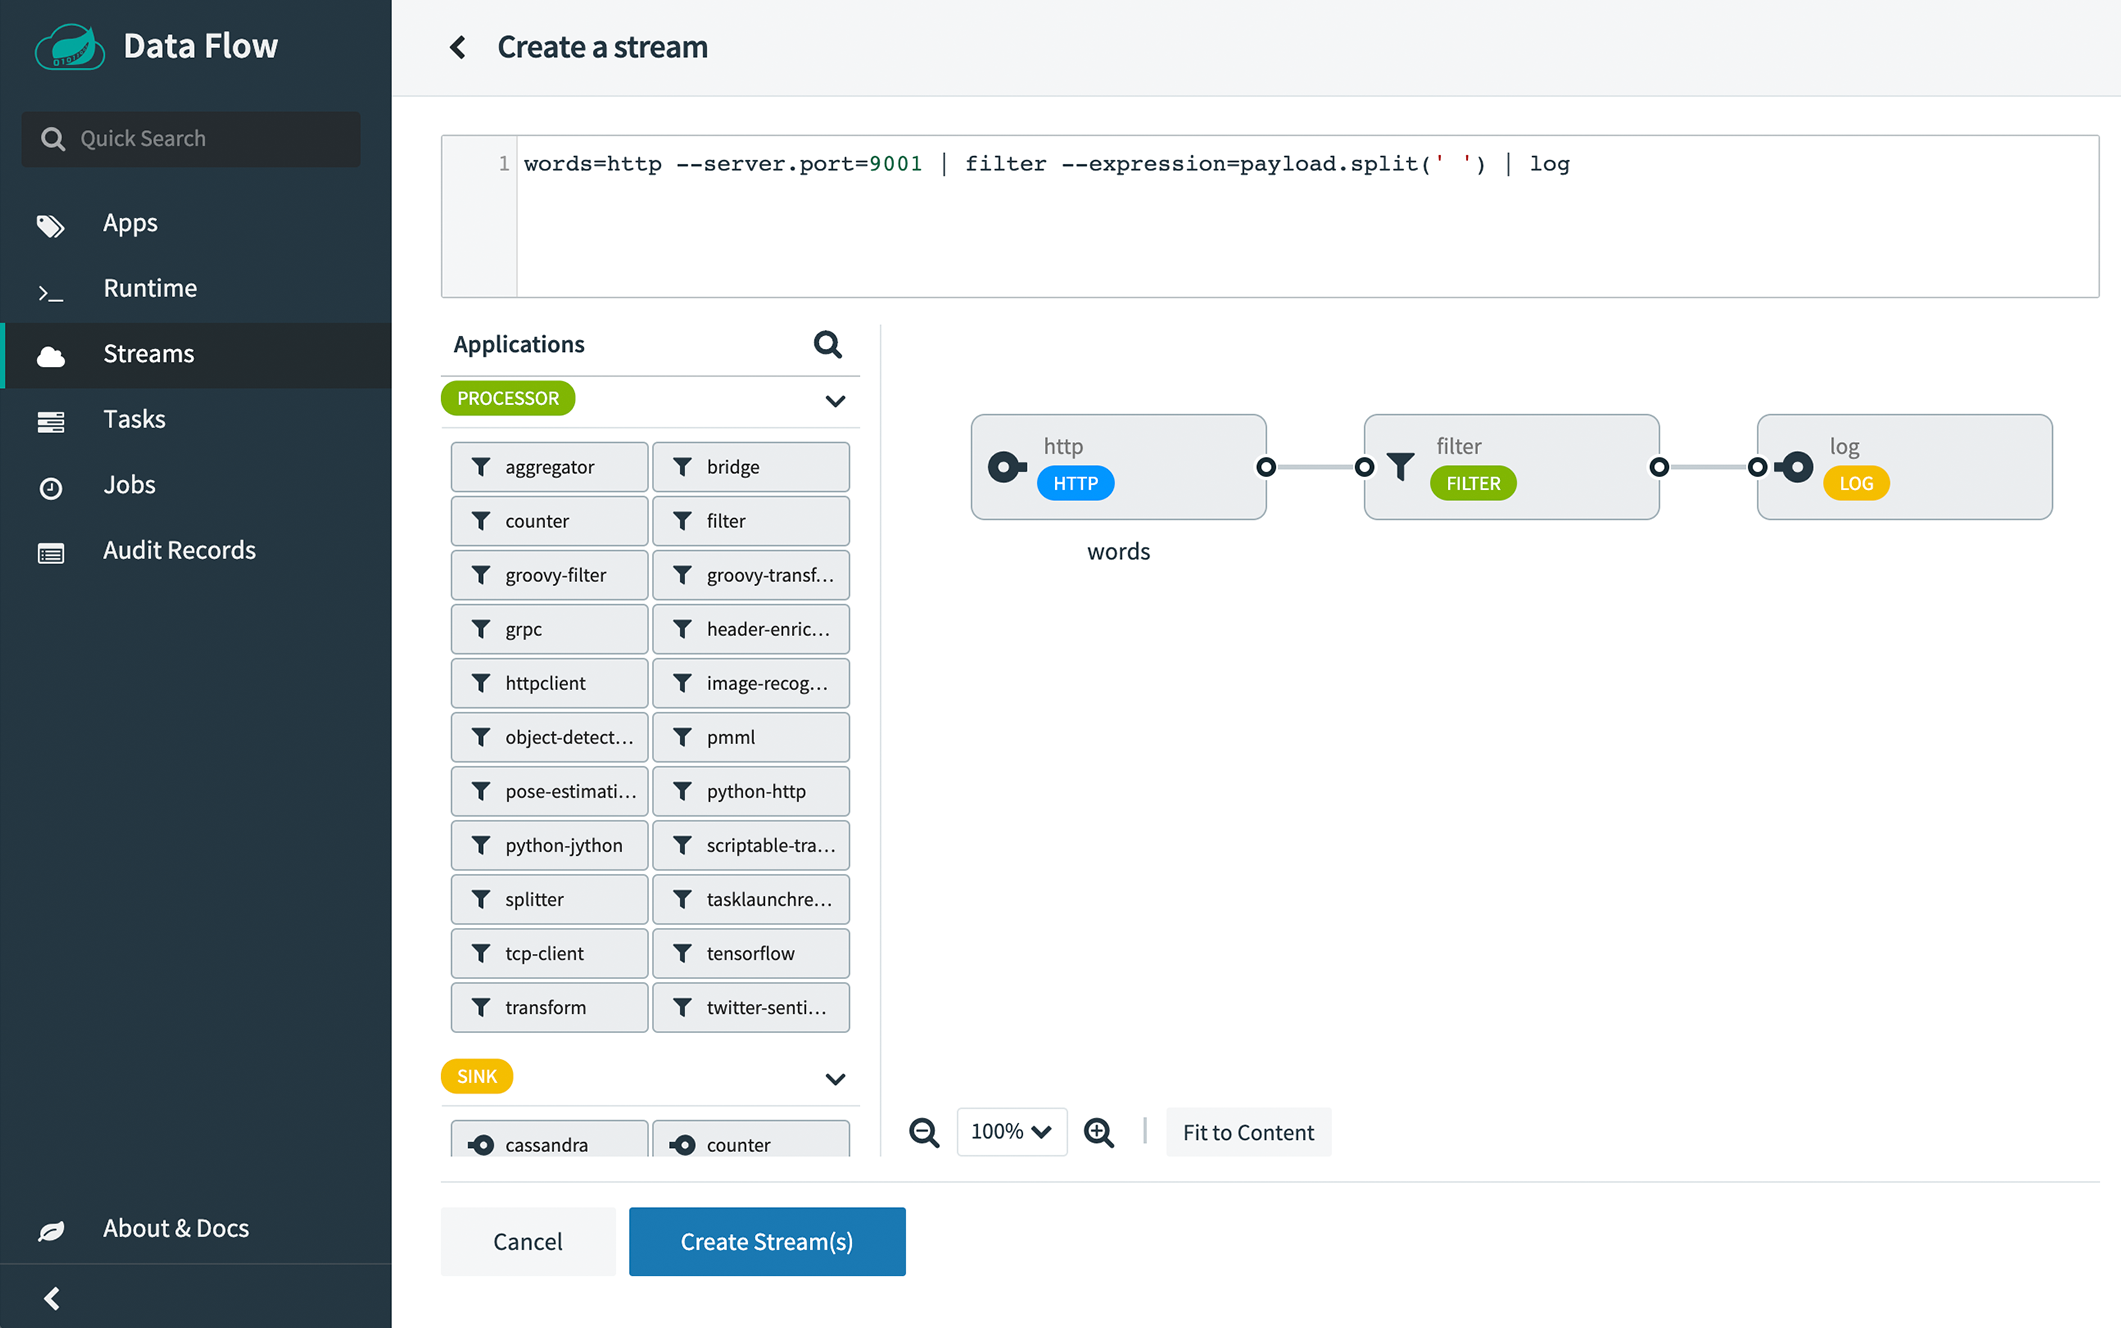 Data Flow
Quick Search
Apps
Runtime
Streams
Tasks
Jobs
Audit Records
About & Docs
Create a stream
1 words=http --server.port=9001 | filter --expression=payload.split(' ') | log
Applications
PROCESSOR
aggregator bridge
counter filter
groovy-filter groovy-transf...
grpc header-enric...
httpclient image-recog...
object-detect... pmml
pose-estimati... python-http
python-jython scriptable-tra...
splitter tasklaunchre...
tcp-client tensorflow
transform twitter-senti...
SINK
cassandra counter
http
HTTP
words
filter
FILTER
log
LOG
100%
Fit to Content
Cancel
Create Stream(s)